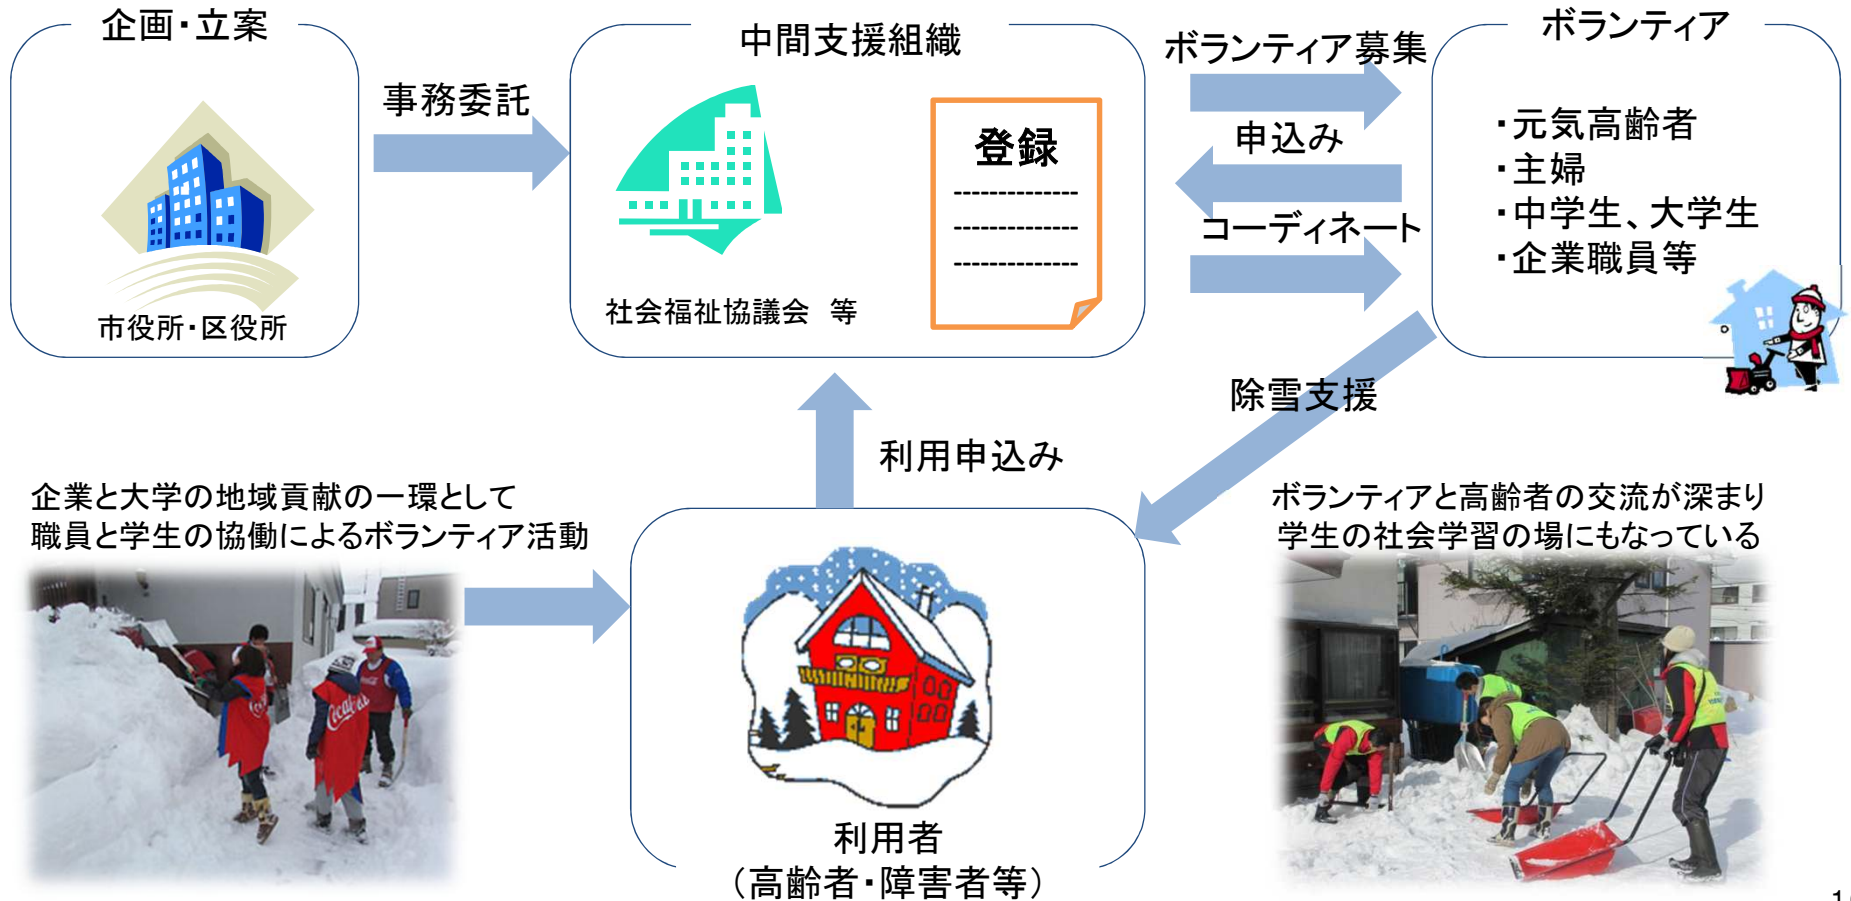 企画・立案
市役所・区役所
事務委託
中間支援組織
登録
社会福祉協議会　等
ボランティア募集
申込み
コーディネート
ボランティア
・元気高齢者
・主婦
・中学生、大学生
・企業職員等
除雪支援
利用申込み
企業と大学の地域貢献の一環として
職員と学生の協働によるボランティア活動
Coca-Cola
ボランティアと高齢者の交流が深まり
学生の社会学習の場にもなっている
利用者
（高齢者・障害者等）